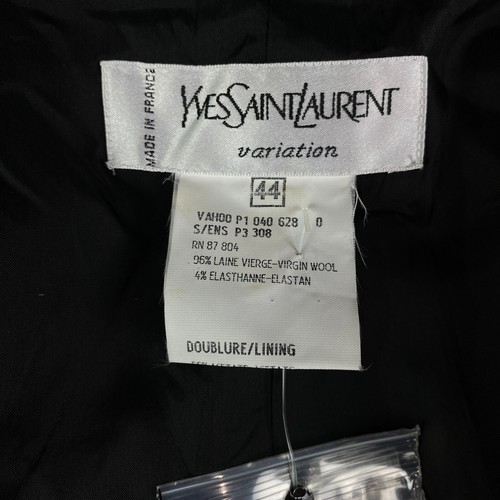 MADE IN FRANCE
YVESSAINTLAURENT
variation
44
VAHOO P1 040 628 0
S/ENS P3 308
RN 87 804
96% LAINE VIERGE-VIRGIN WOOL
4% ELASTHANNE-ELASTAN
DOUBLURE/LINING